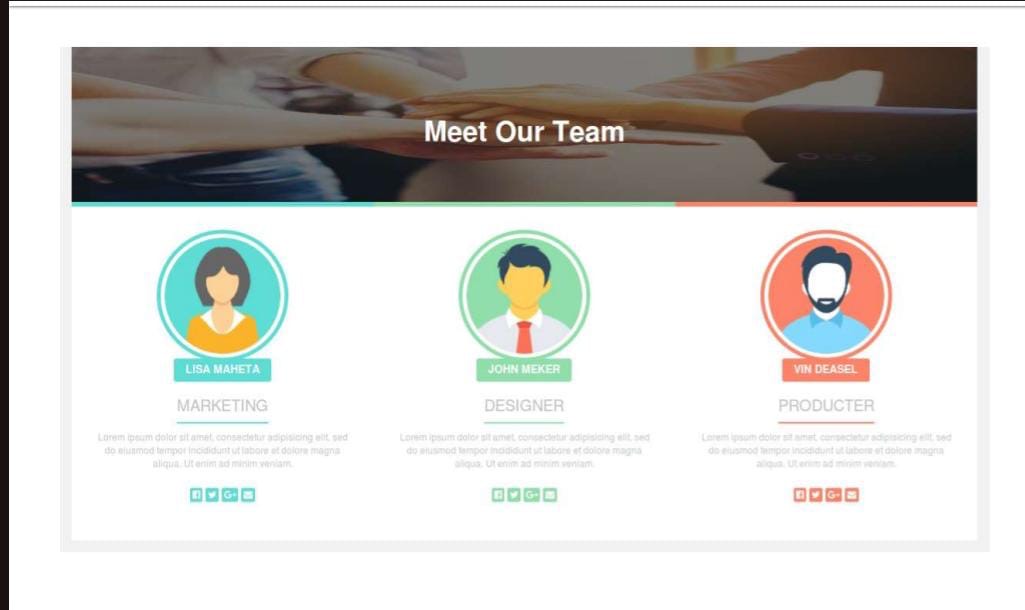 Meet Our Team
LISA MAHETA
MARKETING
Lorem ipsum dolor sit amet, consectetur adipisicing elit, sed
do eiusmod tempor incididunt ut labore et dolore magna
aliqua. Ut enim ad minim veniam.
JOHN MEKER
DESIGNER
Lorem ipsum dolor sit amet, consectetur adipisicing elit, sed
do eiusmod tempor incididunt ut labore et dolore magna
aliqua. Ut enim ad minim veniam.
VIN DEASEL
PRODUCTER
Lorem ipsum dolor sit amet, consectetur adipisicing elit, sed
do eiusmod tempor incididunt ut labore et dolore magna
aliqua. Ut enim ad minim veniam.